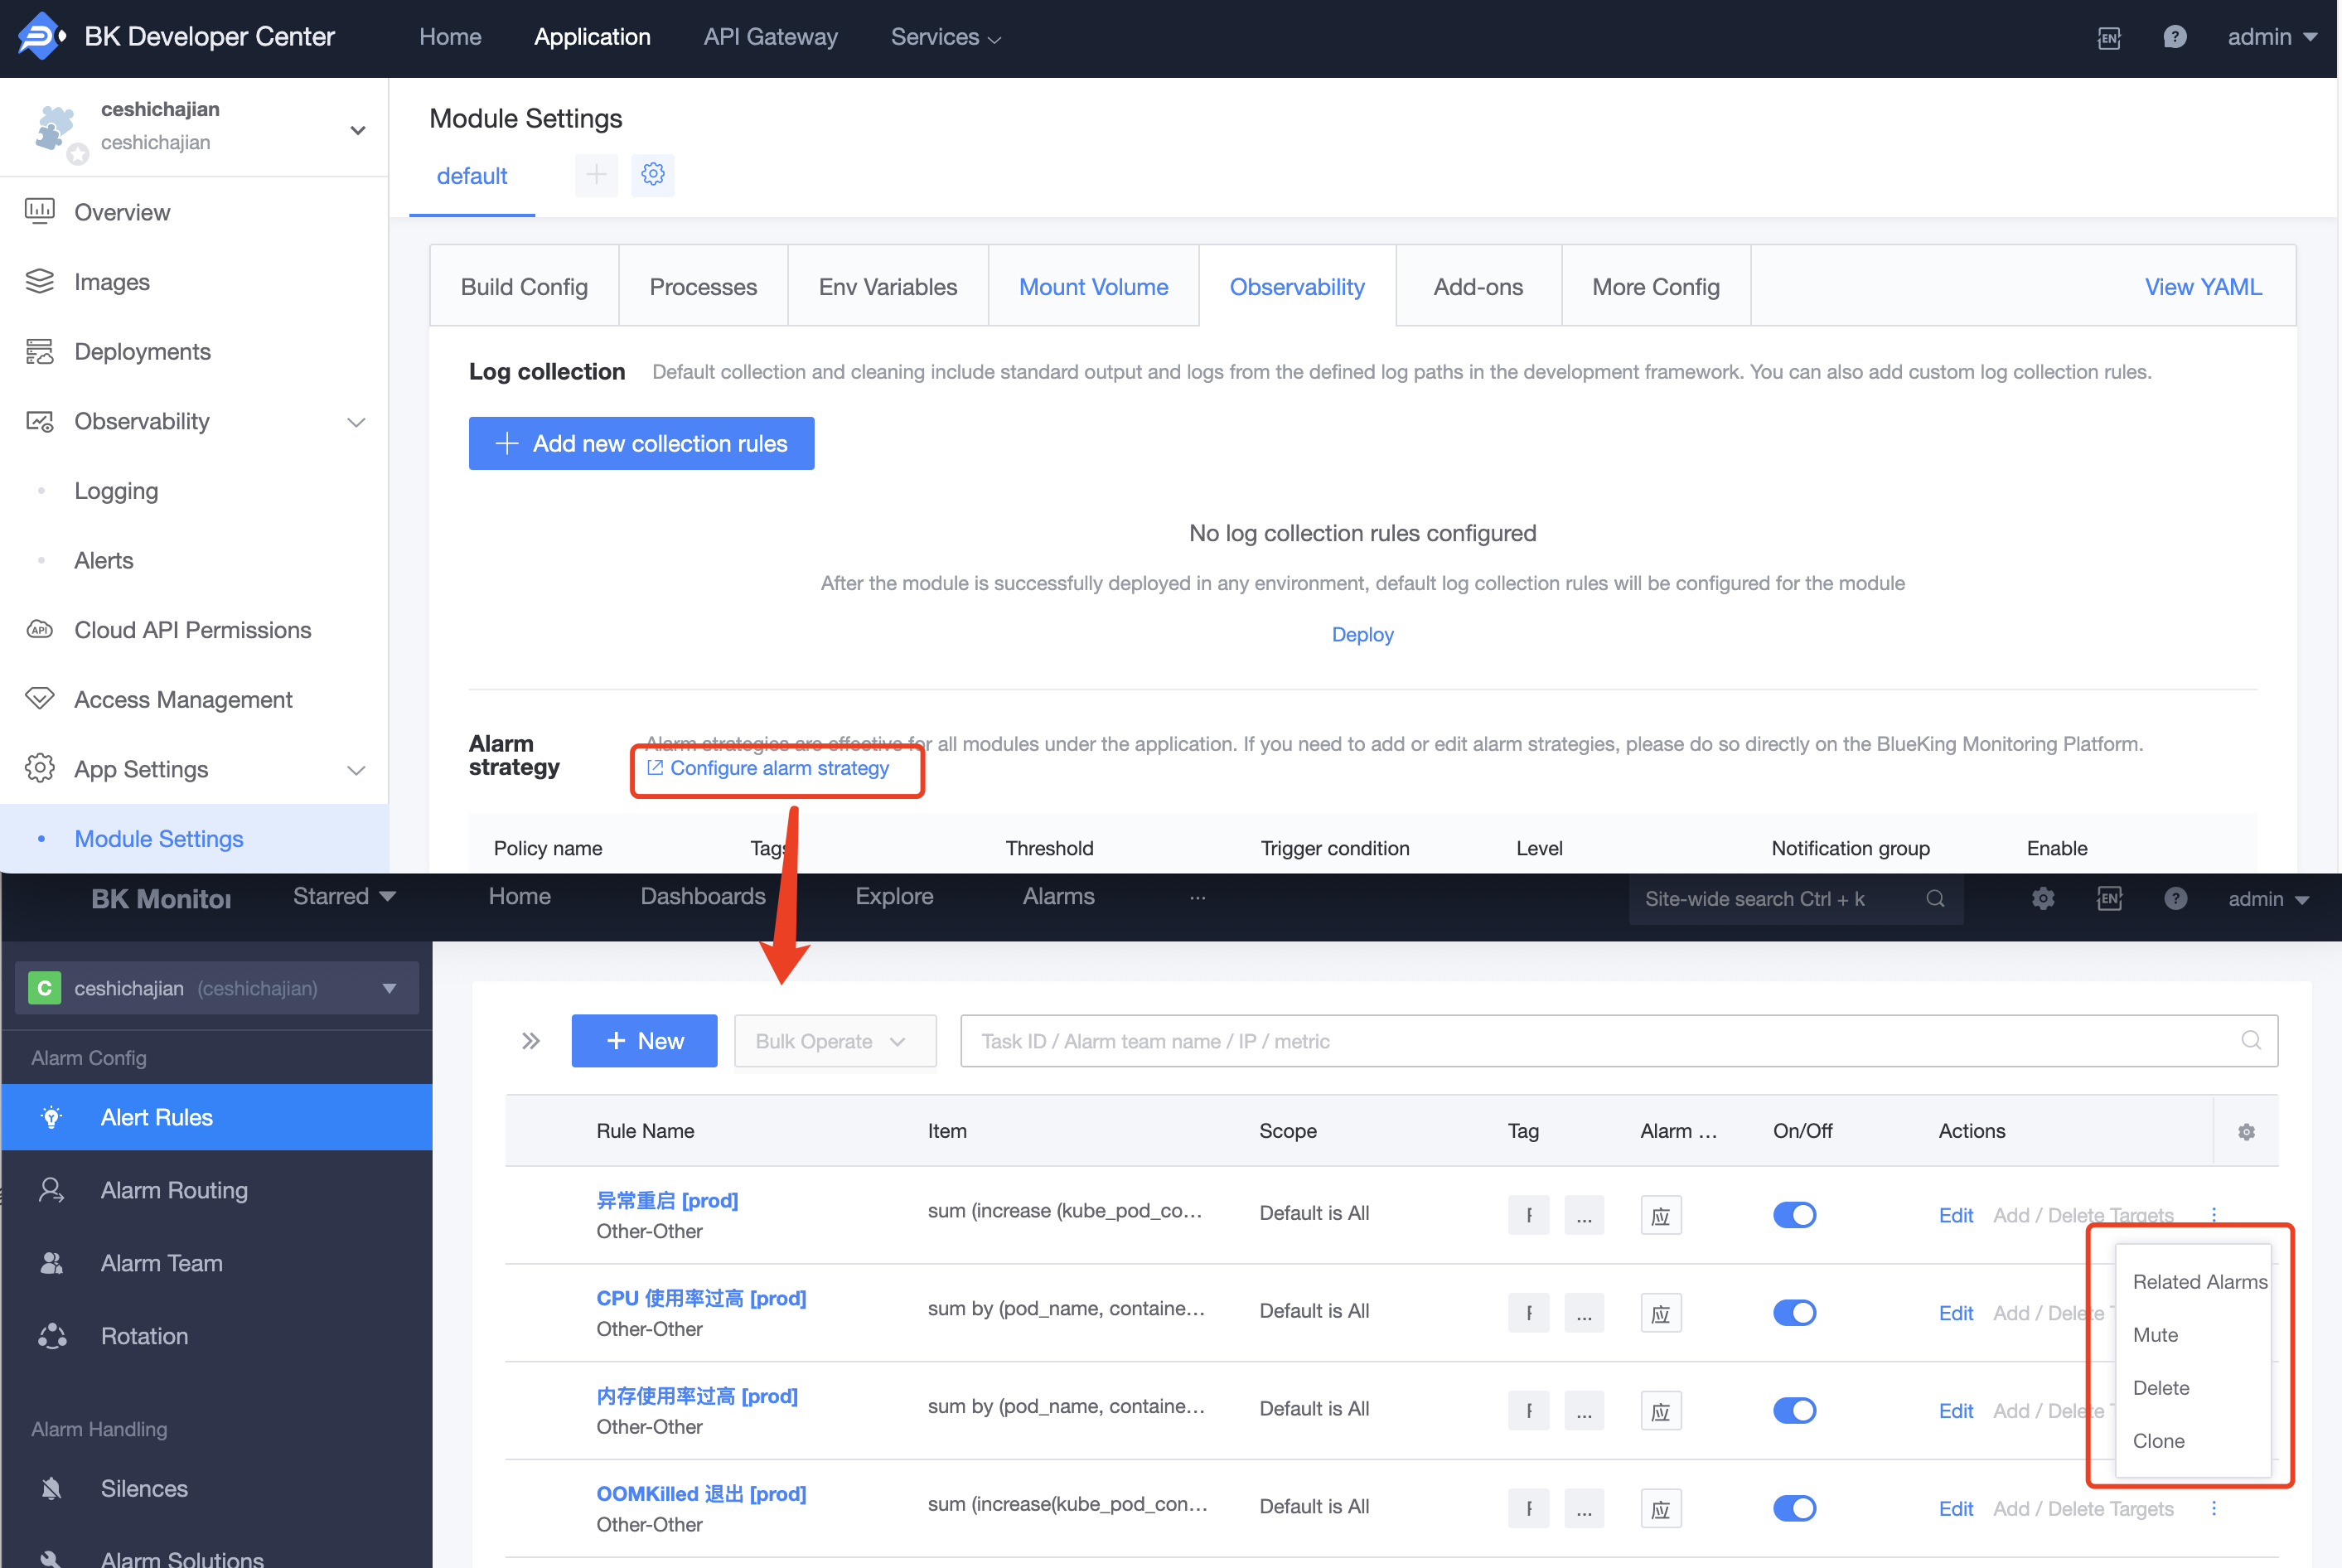 BK Developer Center
Home
Application
API Gateway
Services
EN
?
admin
ceshichajian
ceshichajian
Overview
Images
Deployments
Observability
Logging
Alerts
API
Cloud API Permissions
Access Management
App Settings
Module Settings
Module Settings
default
Build Config
Processes
Env Variables
Mount Volume
Observability
Add-ons
More Config
View YAML
Log collection
Default collection and cleaning include standard output and logs from the defined log paths in the development framework. You can also add custom log collection rules.
Add new collection rules
No log collection rules configured
After the module is successfully deployed in any environment, default log collection rules will be configured for the module
Deploy
Alarm
strategy
Alarm strategies are effective for all modules under the application. If you need to add or edit alarm strategies, please do so directly on the BlueKing Monitoring Platform.
Configure alarm strategy
Policy name
Tags
Threshold
Trigger condition
Level
Notification group
Enable
BK Monitor
Starred
Home
Dashboards
Explore
Alarms
...
Site-wide search Ctrl + k
EN
?
admin
C
ceshichajian (ceshichajian)
Alarm Config
Alert Rules
Alarm Routing
Alarm Team
Rotation
Alarm Handling
Silences
Alarm Solutions
+ New
Bulk Operate
Task ID / Alarm team name / IP / metric
Rule Name
Item
Scope
Tag
Alarm ...
On/Off
Actions
异常重启 [prod]
Other-Other
sum (increase (kube_pod_co...
Default is All
...
应
Edit
Add / Delete Targets
CPU 使用率过高 [prod]
Other-Other
sum by (pod_name, containe...
Default is All
...
应
Edit
Add / Delete
内存使用率过高 [prod]
Other-Other
sum by (pod_name, containe...
Default is All
...
应
Edit
Add / Delete
OOMKilled 退出 [prod]
Other-Other
sum (increase(kube_pod_con...
Default is All
...
应
Edit
Add / Delete Targets
Related Alarms
Mute
Delete
Clone